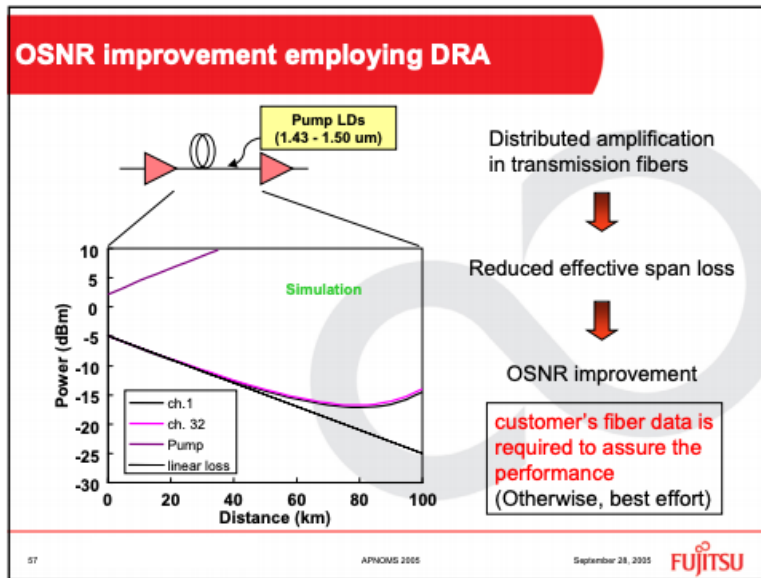 OSNR improvement employing DRA
Pump LDs
(1.43 - 1.50 um)
Distributed amplification
in transmission fibers
Reduced effective span loss
OSNR improvement
customer's fiber data is
required to assure the
performance
(Otherwise, best effort)
Simulation
Power (dBm)
10
5
0
-5
-10
-15
-20
-25
-30
ch.1
ch. 32
Pump
linear loss
0 20 40 60 80 100
Distance (km)
57 APNOMS 2005 September 28, 2005 FUJITSU